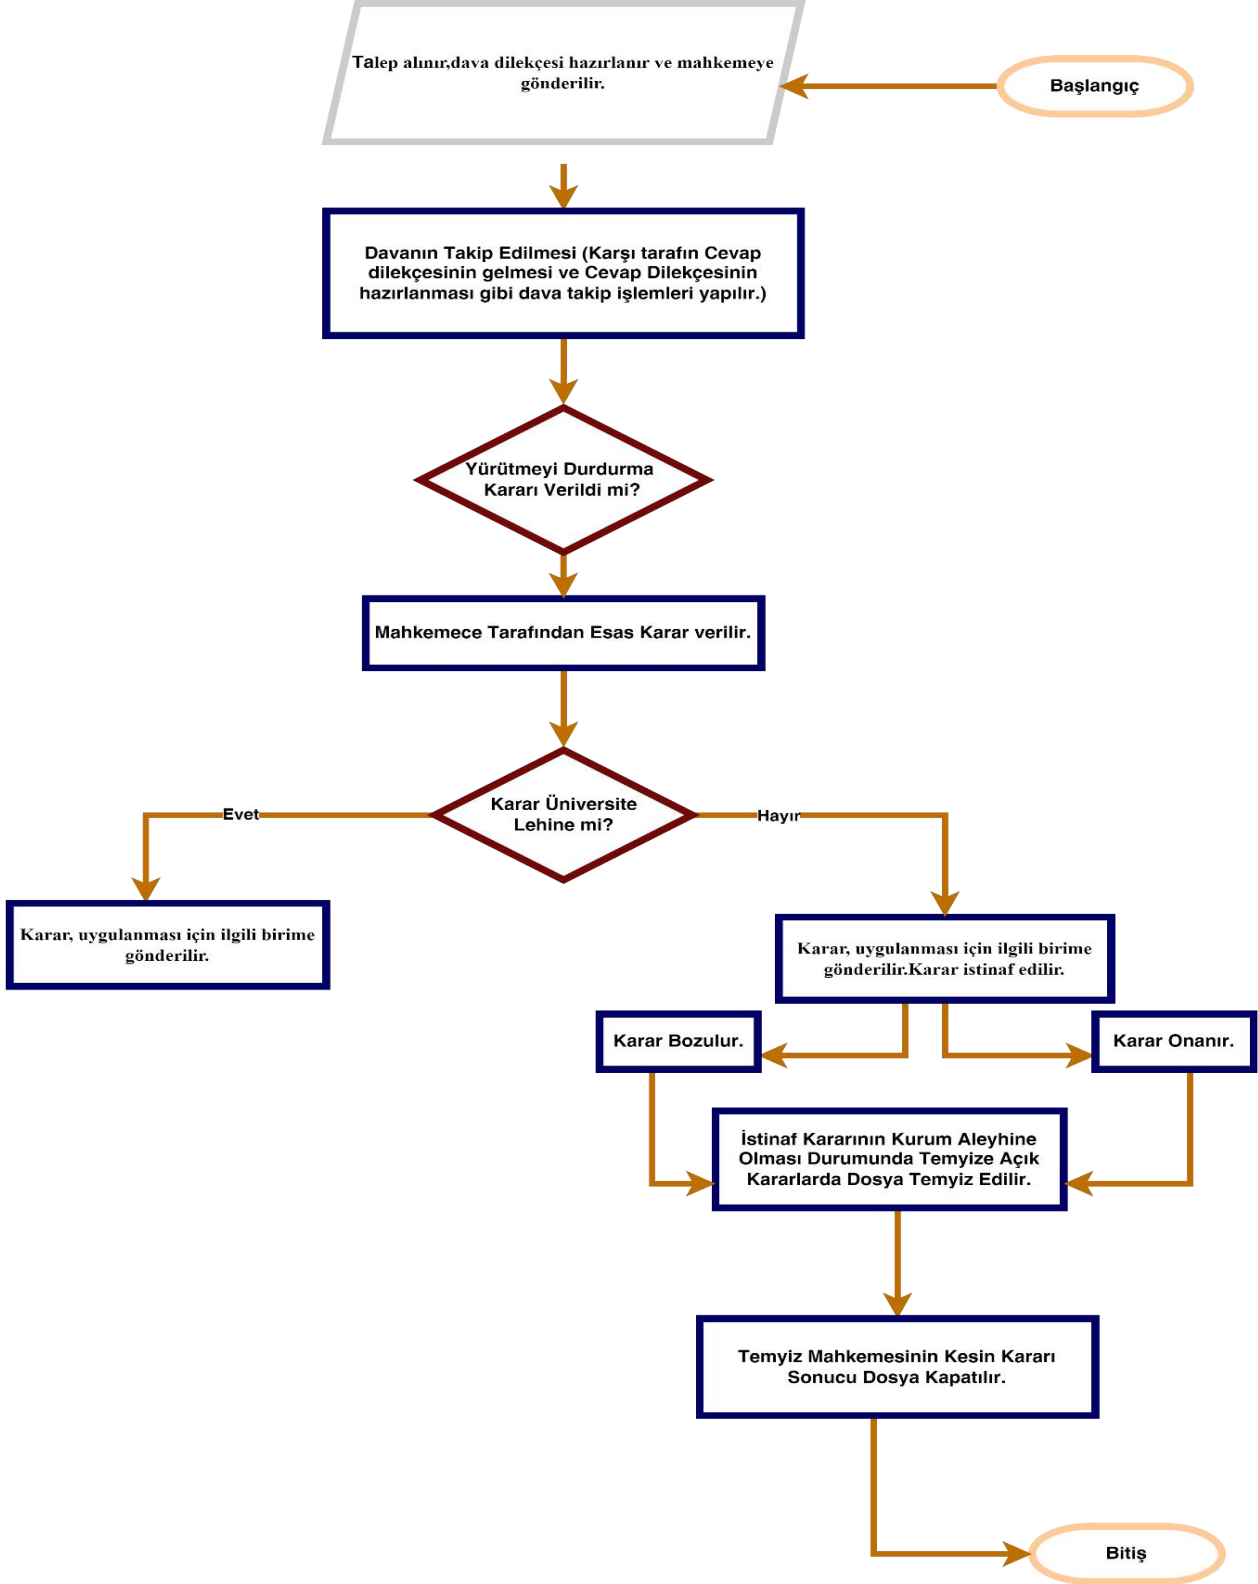 Talep alınır,dava dilekçesi hazırlanır ve mahkemeye
gönderilir.
Başlangıç
Davanın Takip Edilmesi (Karşı tarafın Cevap
dilekçesinin gelmesi ve Cevap Dilekçesinin
hazırlanması gibi dava takip işlemleri yapılır.)
Yürütmeyi Durdurma
Kararı Verildi mi?
Mahkemece Tarafından Esas Karar verilir.
Karar Üniversite
Lehine mi?
Evet
Hayır
Karar, uygulanması için ilgili birime
gönderilir.
Karar, uygulanması için ilgili birime
gönderilir.Karar istinaf edilir.
Karar Bozulur.
Karar Onanır.
İstinaf Kararının Kurum Aleyhine
Olması Durumunda Temyize Açık
Kararlarda Dosya Temyiz Edilir.
Temyiz Mahkemesinin Kesin Kararı
Sonucu Dosya Kapatılır.
Bitiş